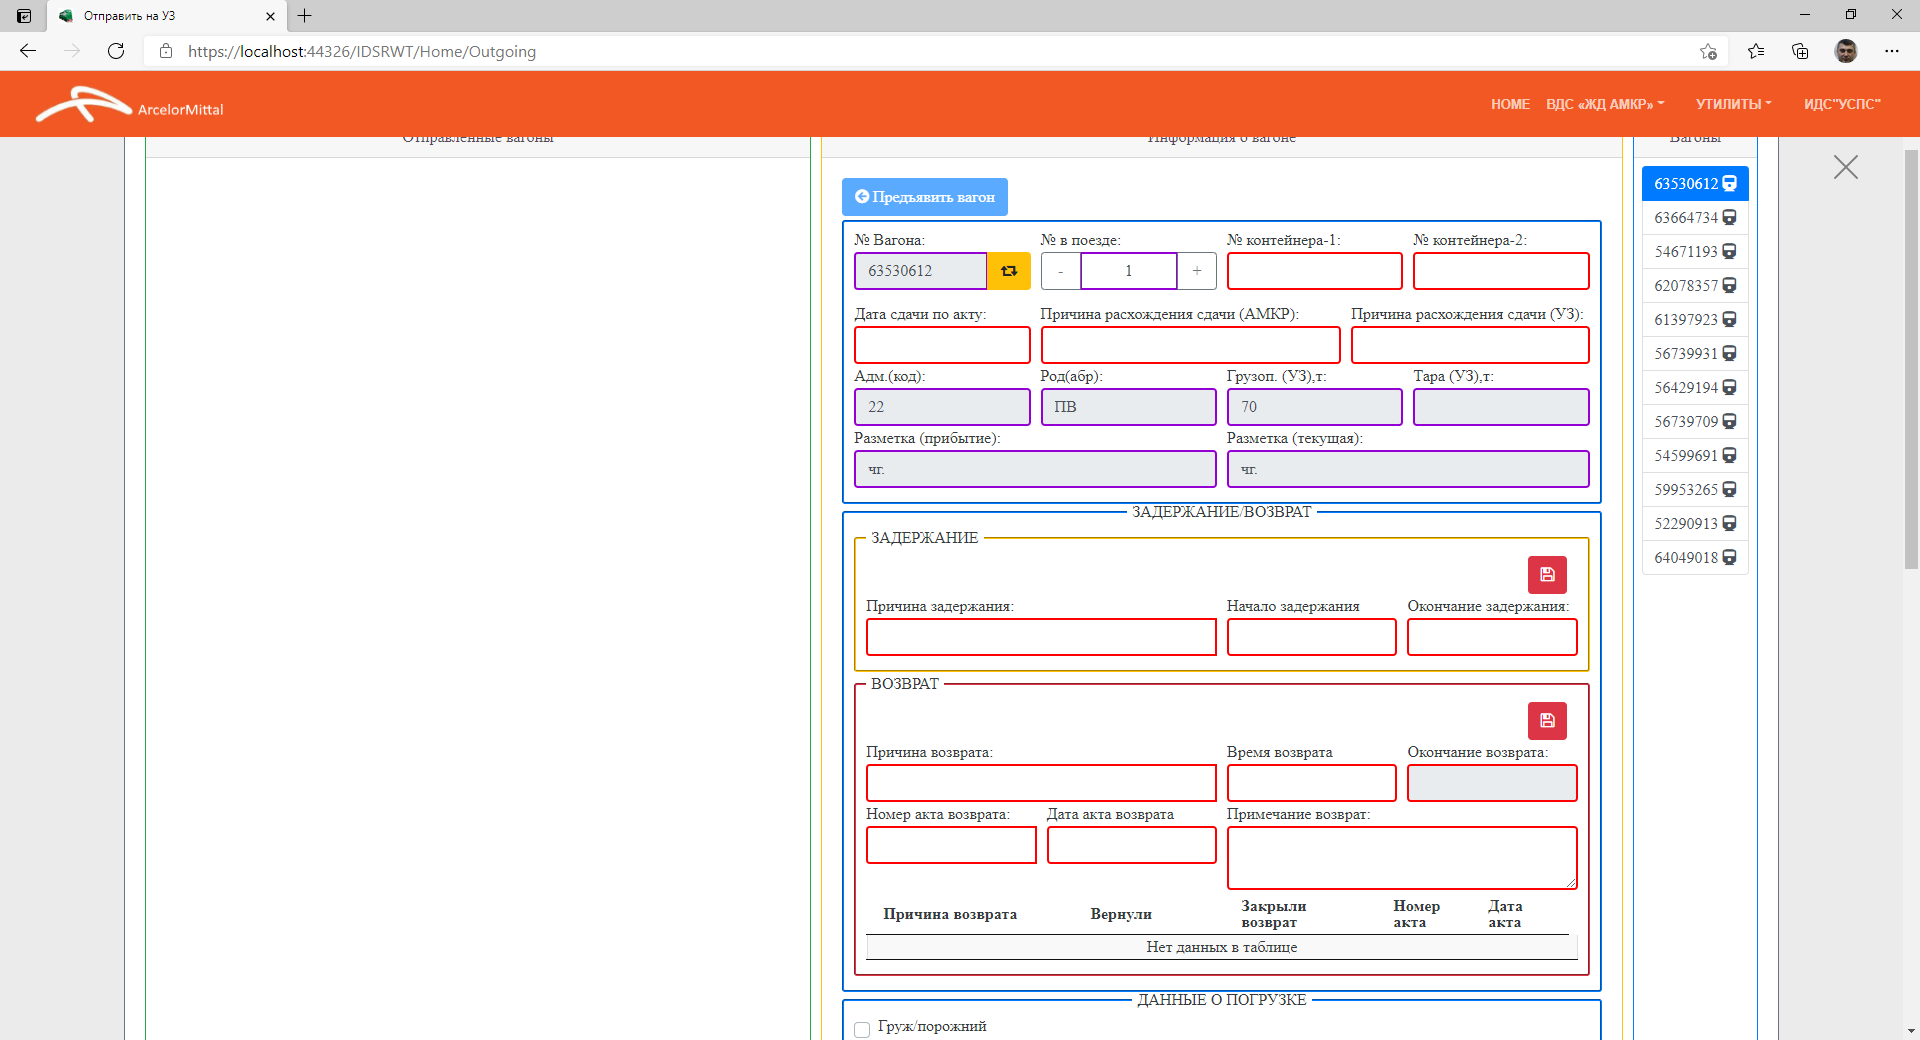 Отправить на УЗ
https://localhost:44326/IDSRWT/Home/Outgoing
ArcelorMittal
HOME
ВДС «ЖД АМКР»
УТИЛИТЫ
ИДС"УСПС"
Отправленные вагоны
Информация о вагоне
Вагоны
Предъявить вагон
№ Вагона:
№ в поезде:
№ контейнера-1:
№ контейнера-2:
63530612
-
1
+
Дата сдачи по акту:
Причина расхождения сдачи (АМКР):
Причина расхождения сдачи (УЗ):
Адм.(код):
Род(абр):
Грузоп. (УЗ),т:
Тара (УЗ),т:
22
ПВ
70
Разметка (прибытие):
Разметка (текущая):
чг.
чг.
ЗАДЕРЖАНИЕ/ВОЗВРАТ
ЗАДЕРЖАНИЕ
Причина задержания:
Начало задержания
Окончание задержания:
ВОЗВРАТ
Причина возврата:
Время возврата
Окончание возврата:
Номер акта возврата:
Дата акта возврата
Примечание возврат:
Причина возврата
Вернули
Закрыли возврат
Номер акта
Дата акта
Нет данных в таблице
ДАННЫЕ О ПОГРУЗКЕ
Груж/порожний
63530612
63664734
54671193
62078357
61397923
56739931
56429194
56739709
54599691
59953265
52290913
64049018